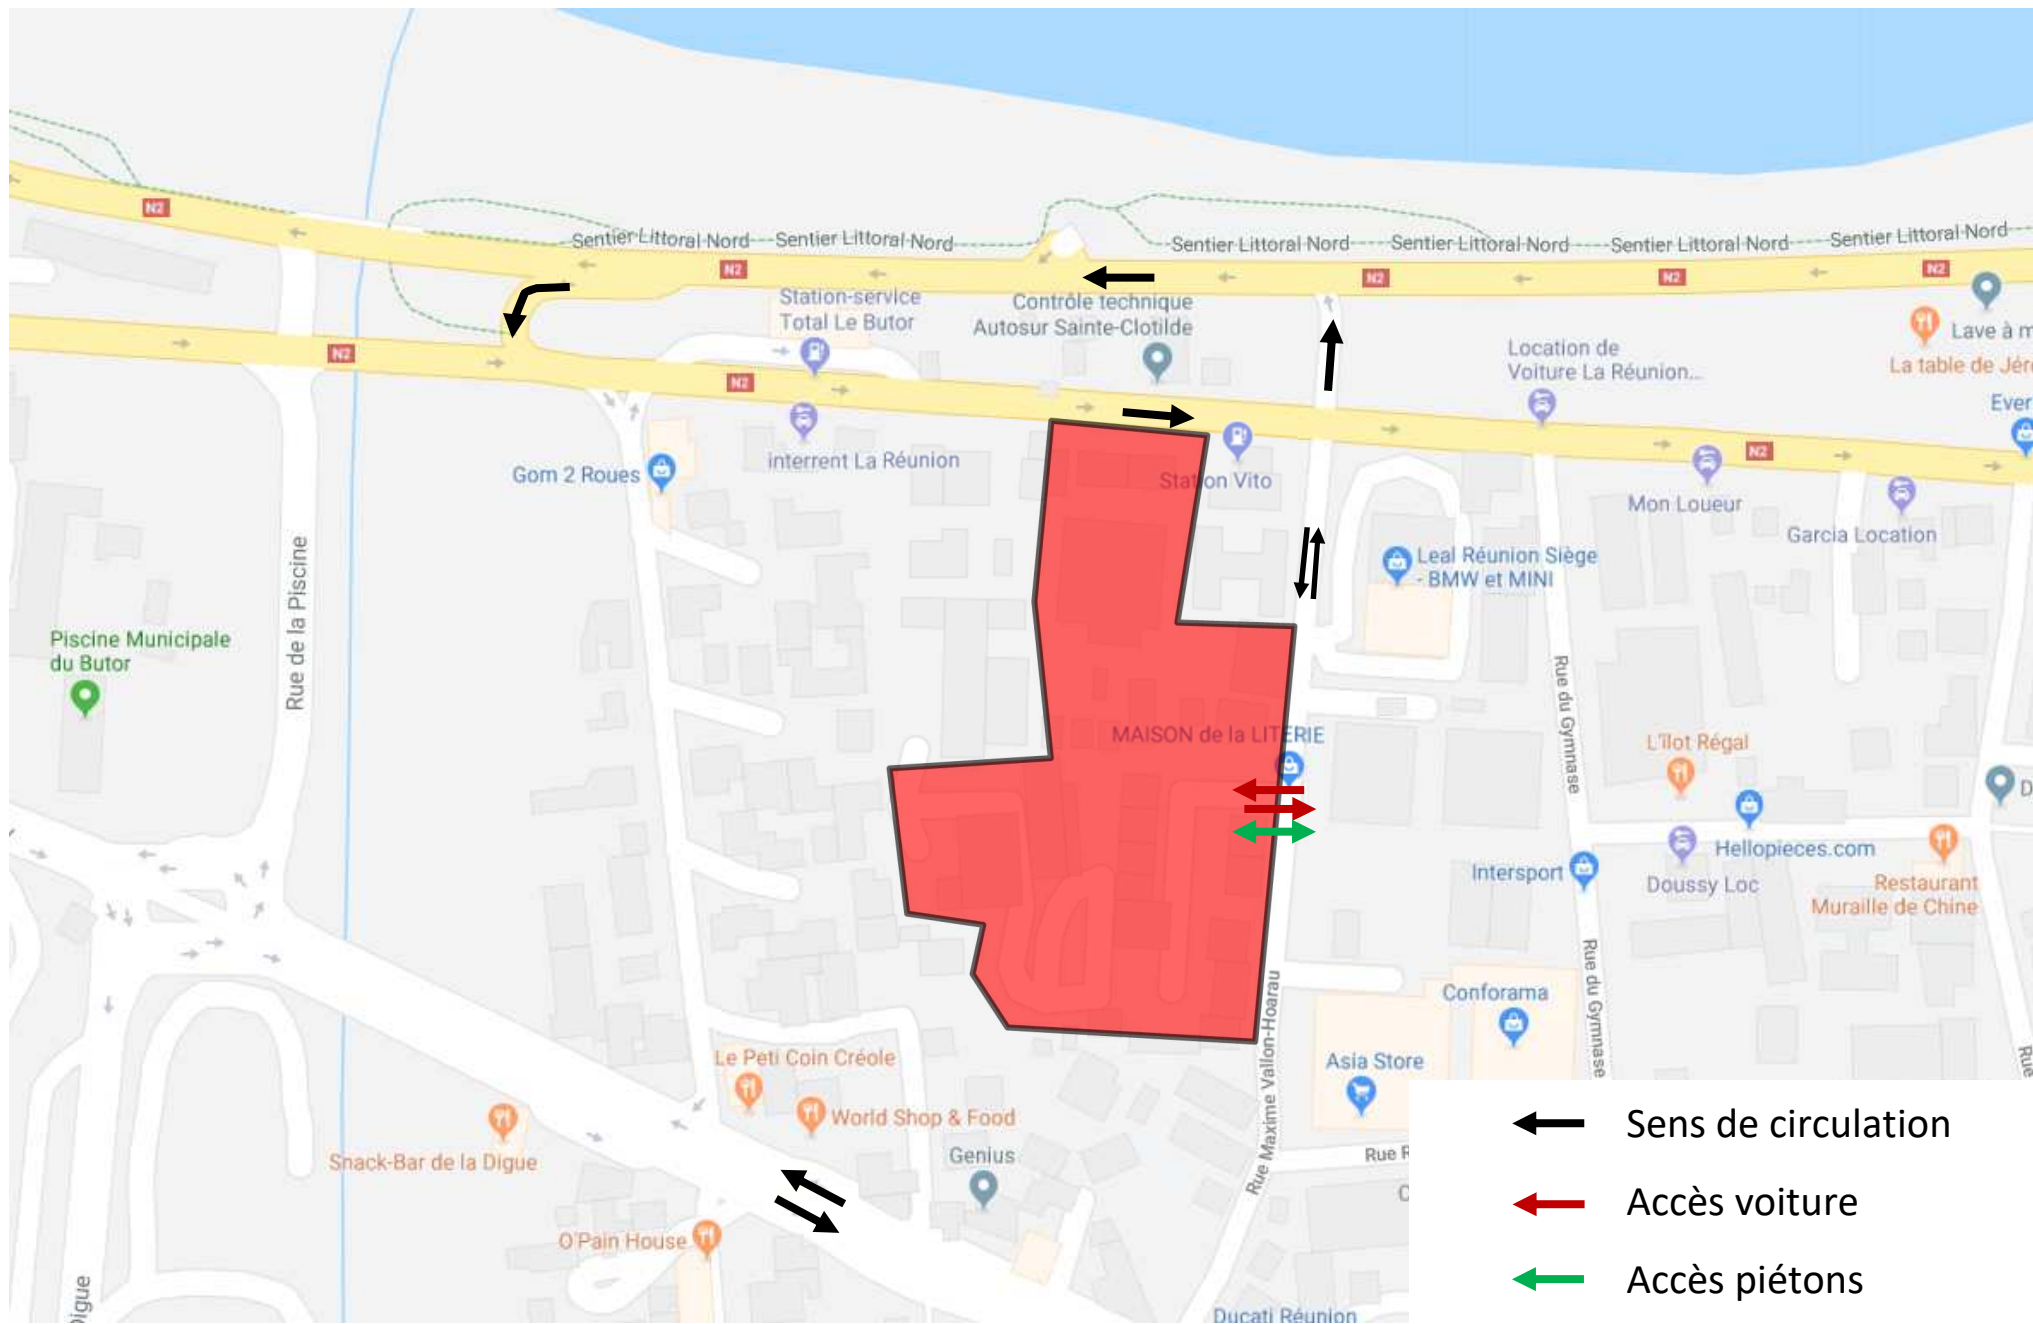 N2
Sentier Littoral Nord
Sentier Littoral Nord
Sentier Littoral Nord
Sentier Littoral Nord
Sentier Littoral Nord
Sentier Littoral Nord
N2
N2
N2
N2
Station-service
Total Le Butor
Contrôle technique
Autosur Sainte-Clotilde
Lave à m
La table de Jéré
Location de
Voiture La Réunion...
N2
N2
Ever
interrent La Réunion
Gom 2 Roues
Station Vito
N2
Mon Loueur
Garcia Location
Leal Réunion Siège
- BMW et MINI
Rue de la Piscine
Piscine Municipale
du Butor
Rue du Gymnase
MAISON de la LITERIE
L'îlot Régal
D
Hellopieces.com
Intersport
Doussy Loc
Restaurant
Muraille de Chine
Rue du Gymnase
Conforama
Rue Maxime Vallon-Hoarau
Asia Store
Rue
Le Peti Coin Créole
World Shop & Food
Snack-Bar de la Digue
Genius
Rue R
C
O'Pain House
Digue
Ducati Réunion
Sens de circulation
Accès voiture
Accès piétons